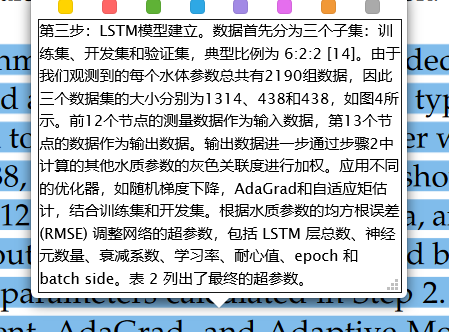 第三步：LSTM模型建立。数据首先分为三个子集：训
练集、开发集和验证集，典型比例为 6:2:2 [14]。由于
我们观测到的每个水体参数总共有2190组数据，因此
三个数据集的大小分别为1314、438和438，如图4所
示。前12个节点的测量数据作为输入数据，第13个节
点的数据作为输出数据。输出数据进一步通过步骤2中
计算的其他水质参数的灰色关联度进行加权。应用不同
的优化器，如随机梯度下降，AdaGrad和自适应矩估
计，结合训练集和开发集。根据水质参数的均方根误差
(RMSE) 调整网络的超参数，包括 LSTM 层总数、神经
元数量、衰减系数、学习率、耐心值、epoch 和
batch side。表 2 列出了最终的超参数。
parameters calculated in Step 2.
ent, AdaGrad, and Adaptive Mo